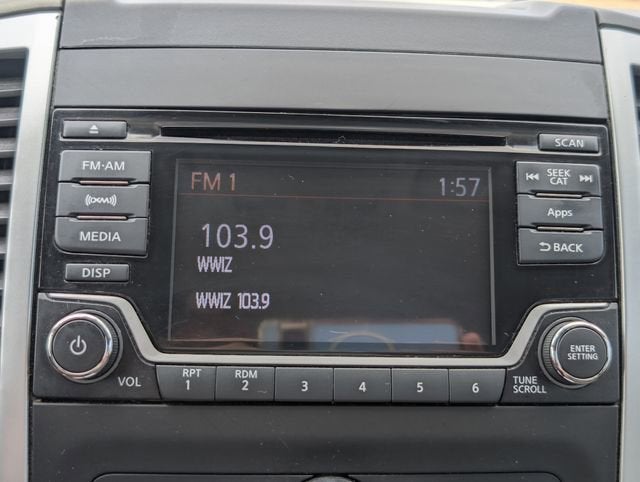 SCAN
FM·AM
SEEK
CAT
FM 1
1:57
(XM)
Apps
103.9
MEDIA
WWIZ
BACK
DISP
WWIZ 103.9
ENTER
SETTING
VOL
RPT
1
RDM
2
3
4
5
6
TUNE
SCROLL